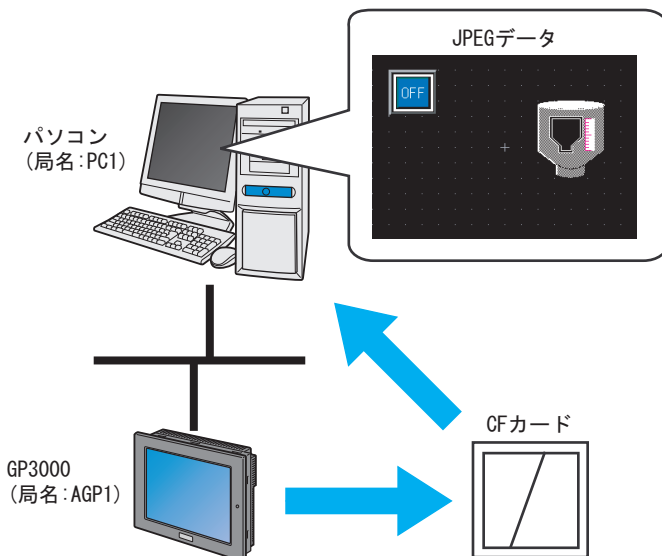 JPEGデータ
OFF
パソコン
(局名:PC1)
CFカード
GP3000
(局名:AGP1)